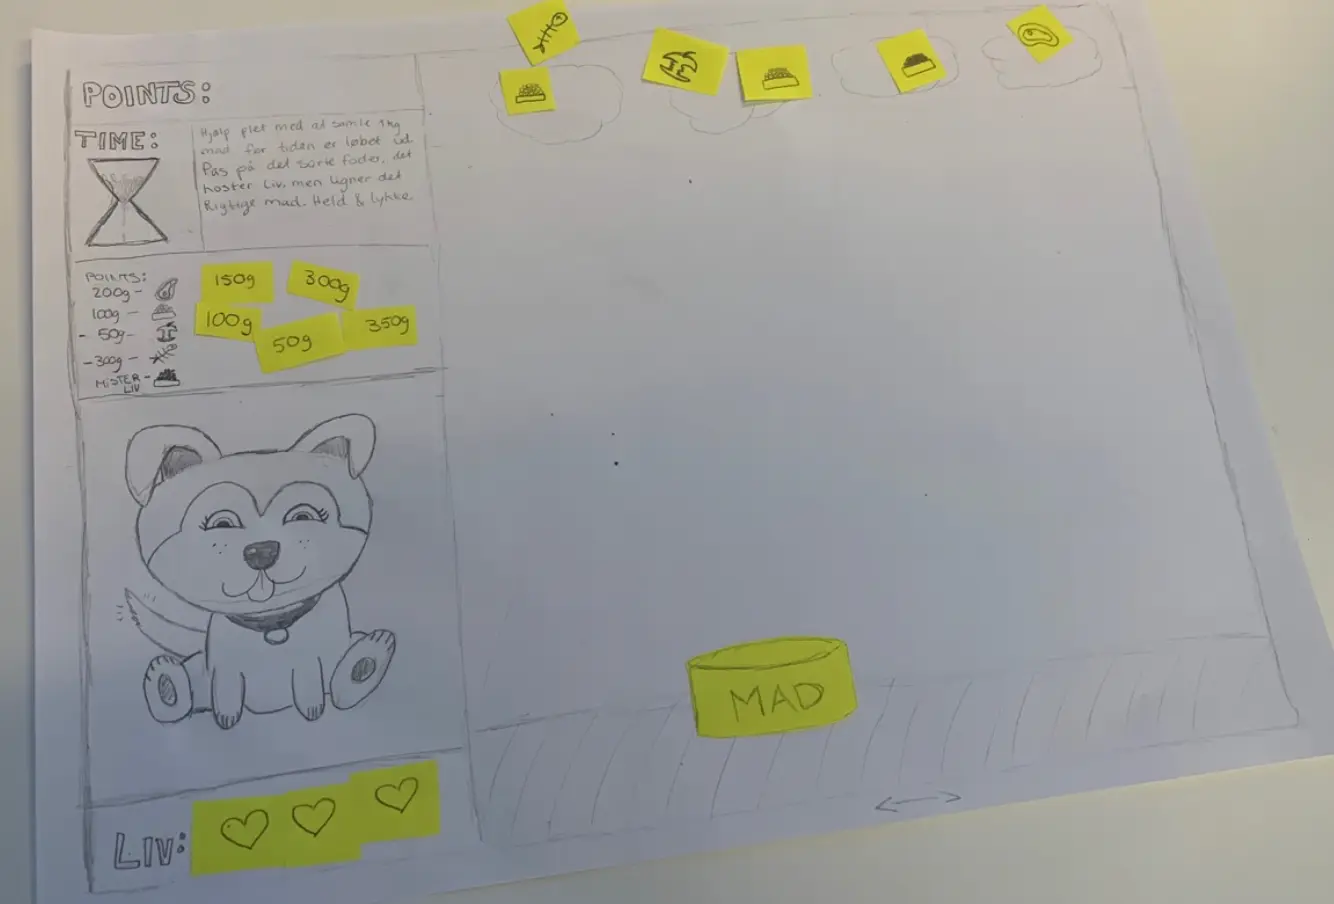 POINTS:
TIME:
Hjælp fiet med at samle 1kg
mad før tiden er løbet ud.
Pas på det sorte foder, det
koster Liv, men ligner det
Rigtige mad. Held & lykke.
POINTS:
200g -
100g -
- 50g -
- 300g -
MISTER -
LIV
150g
300g
100g
50g
350g
MAD
LIV: